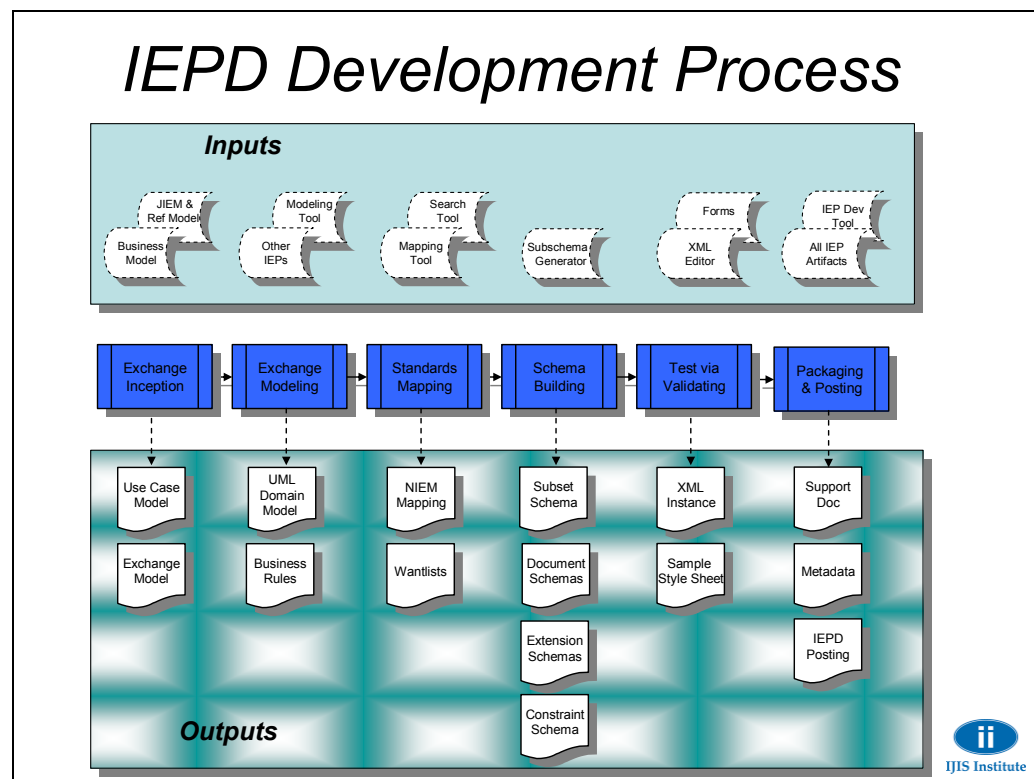 IEPD Development Process
Inputs
JIEM &
Ref Model
Business
Model
Modeling
Tool
Other
IEPs
Search
Tool
Mapping
Tool
Subschema
Generator
Forms
XML
Editor
IEP Dev
Tool
All IEP
Artifacts
Exchange
Inception
Exchange
Modeling
Standards
Mapping
Schema
Building
Test via
Validating
Packaging
& Posting
Use Case
Model
UML
Domain
Model
NIEM
Mapping
Subset
Schema
XML
Instance
Support
Doc
Exchange
Model
Business
Rules
Wantlists
Document
Schemas
Sample
Style Sheet
Metadata
Extension
Schemas
IEPD
Posting
Constraint
Schema
Outputs
ii
IJIS Institute